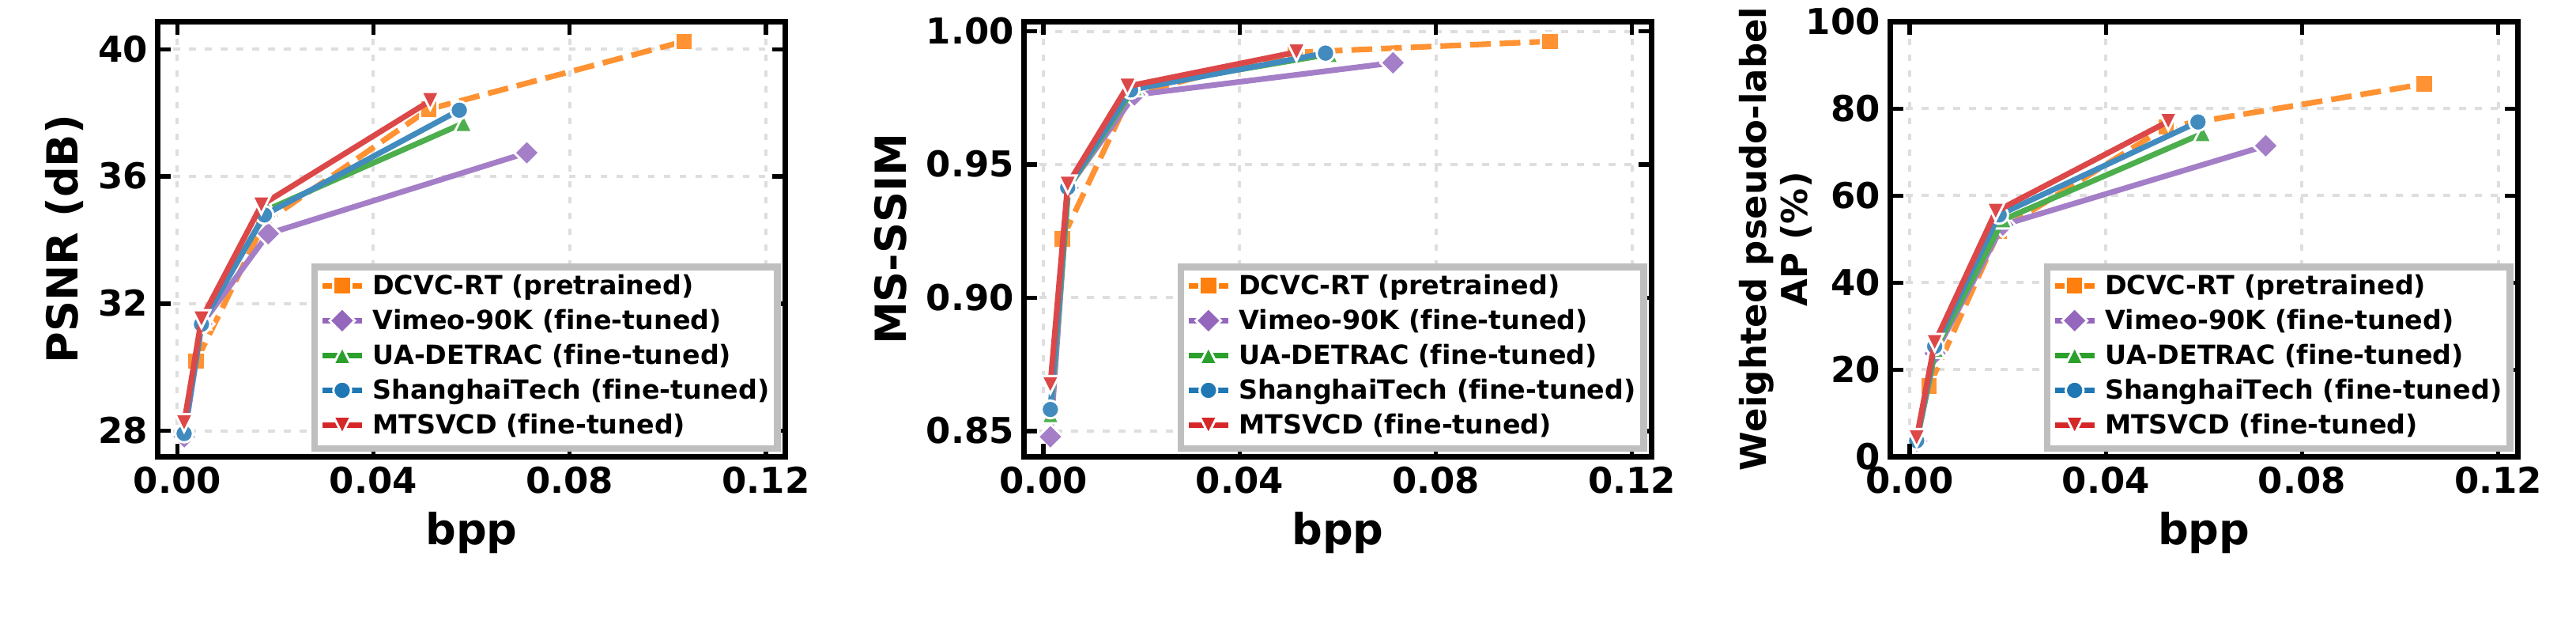 PSNR (dB)
40
36
32
28
0.00 0.04 0.08 0.12
bpp
DCVC-RT (pretrained)
Vimeo-90K (fine-tuned)
UA-DETRAC (fine-tuned)
ShanghaiTech (fine-tuned)
MTSVCD (fine-tuned)
MS-SSIM
1.00
0.95
0.90
0.85
0.00 0.04 0.08 0.12
bpp
DCVC-RT (pretrained)
Vimeo-90K (fine-tuned)
UA-DETRAC (fine-tuned)
ShanghaiTech (fine-tuned)
MTSVCD (fine-tuned)
Weighted pseudo-label
AP (%)
100
80
60
40
20
0
0.00 0.04 0.08 0.12
bpp
DCVC-RT (pretrained)
Vimeo-90K (fine-tuned)
UA-DETRAC (fine-tuned)
ShanghaiTech (fine-tuned)
MTSVCD (fine-tuned)